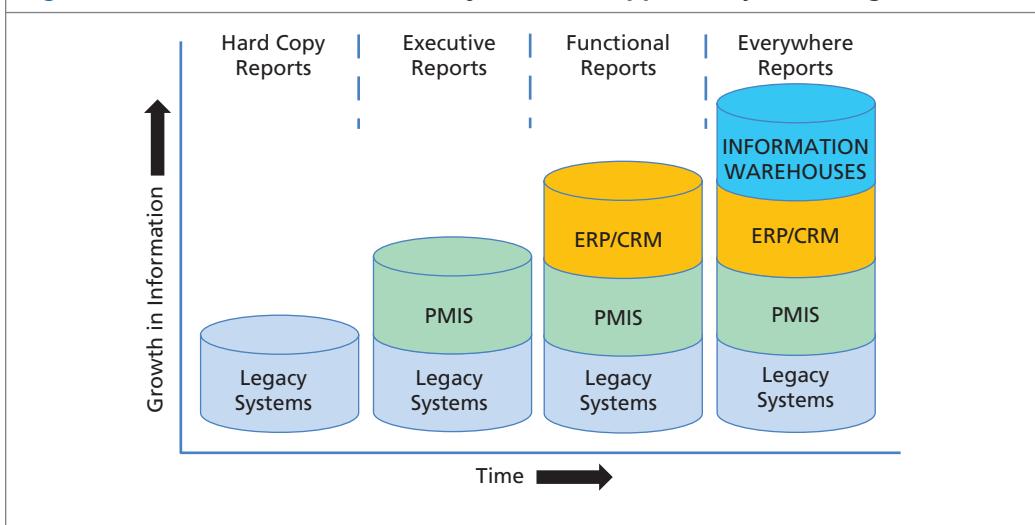 Hard Copy
Reports
Executive
Reports
Functional
Reports
Everywhere
Reports
Growth in Information
INFORMATION
WAREHOUSES
ERP/CRM
ERP/CRM
PMIS
PMIS
PMIS
Legacy
Systems
Legacy
Systems
Legacy
Systems
Legacy
Systems
Time